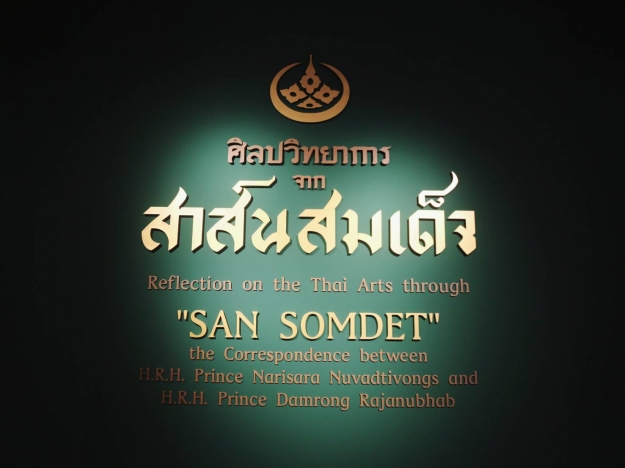 ศิลปวิทยาการ
จาก
สาส์นสมเด็จ
Reflection on the Thai Arts through
"SAN SOMDET"
the Correspondence between
H.R.H. Prince Narisara Nuvadtivongs and
H.R.H. Prince Damrong Rajanubhab